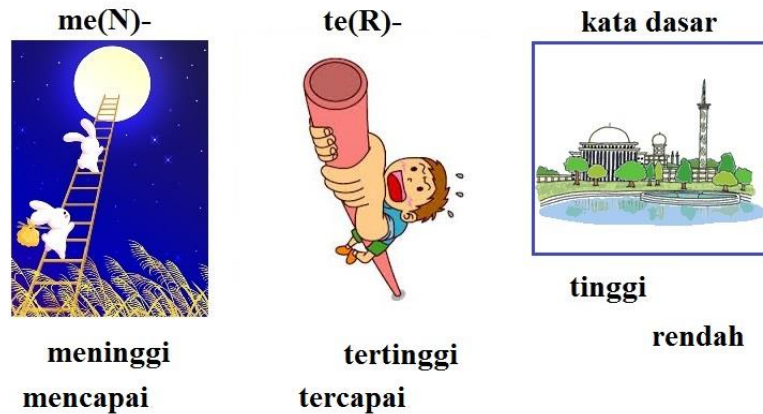 me(N)-
te(R)-
kata dasar
meninggi
mencapai
tertinggi
tercapai
tinggi
rendah